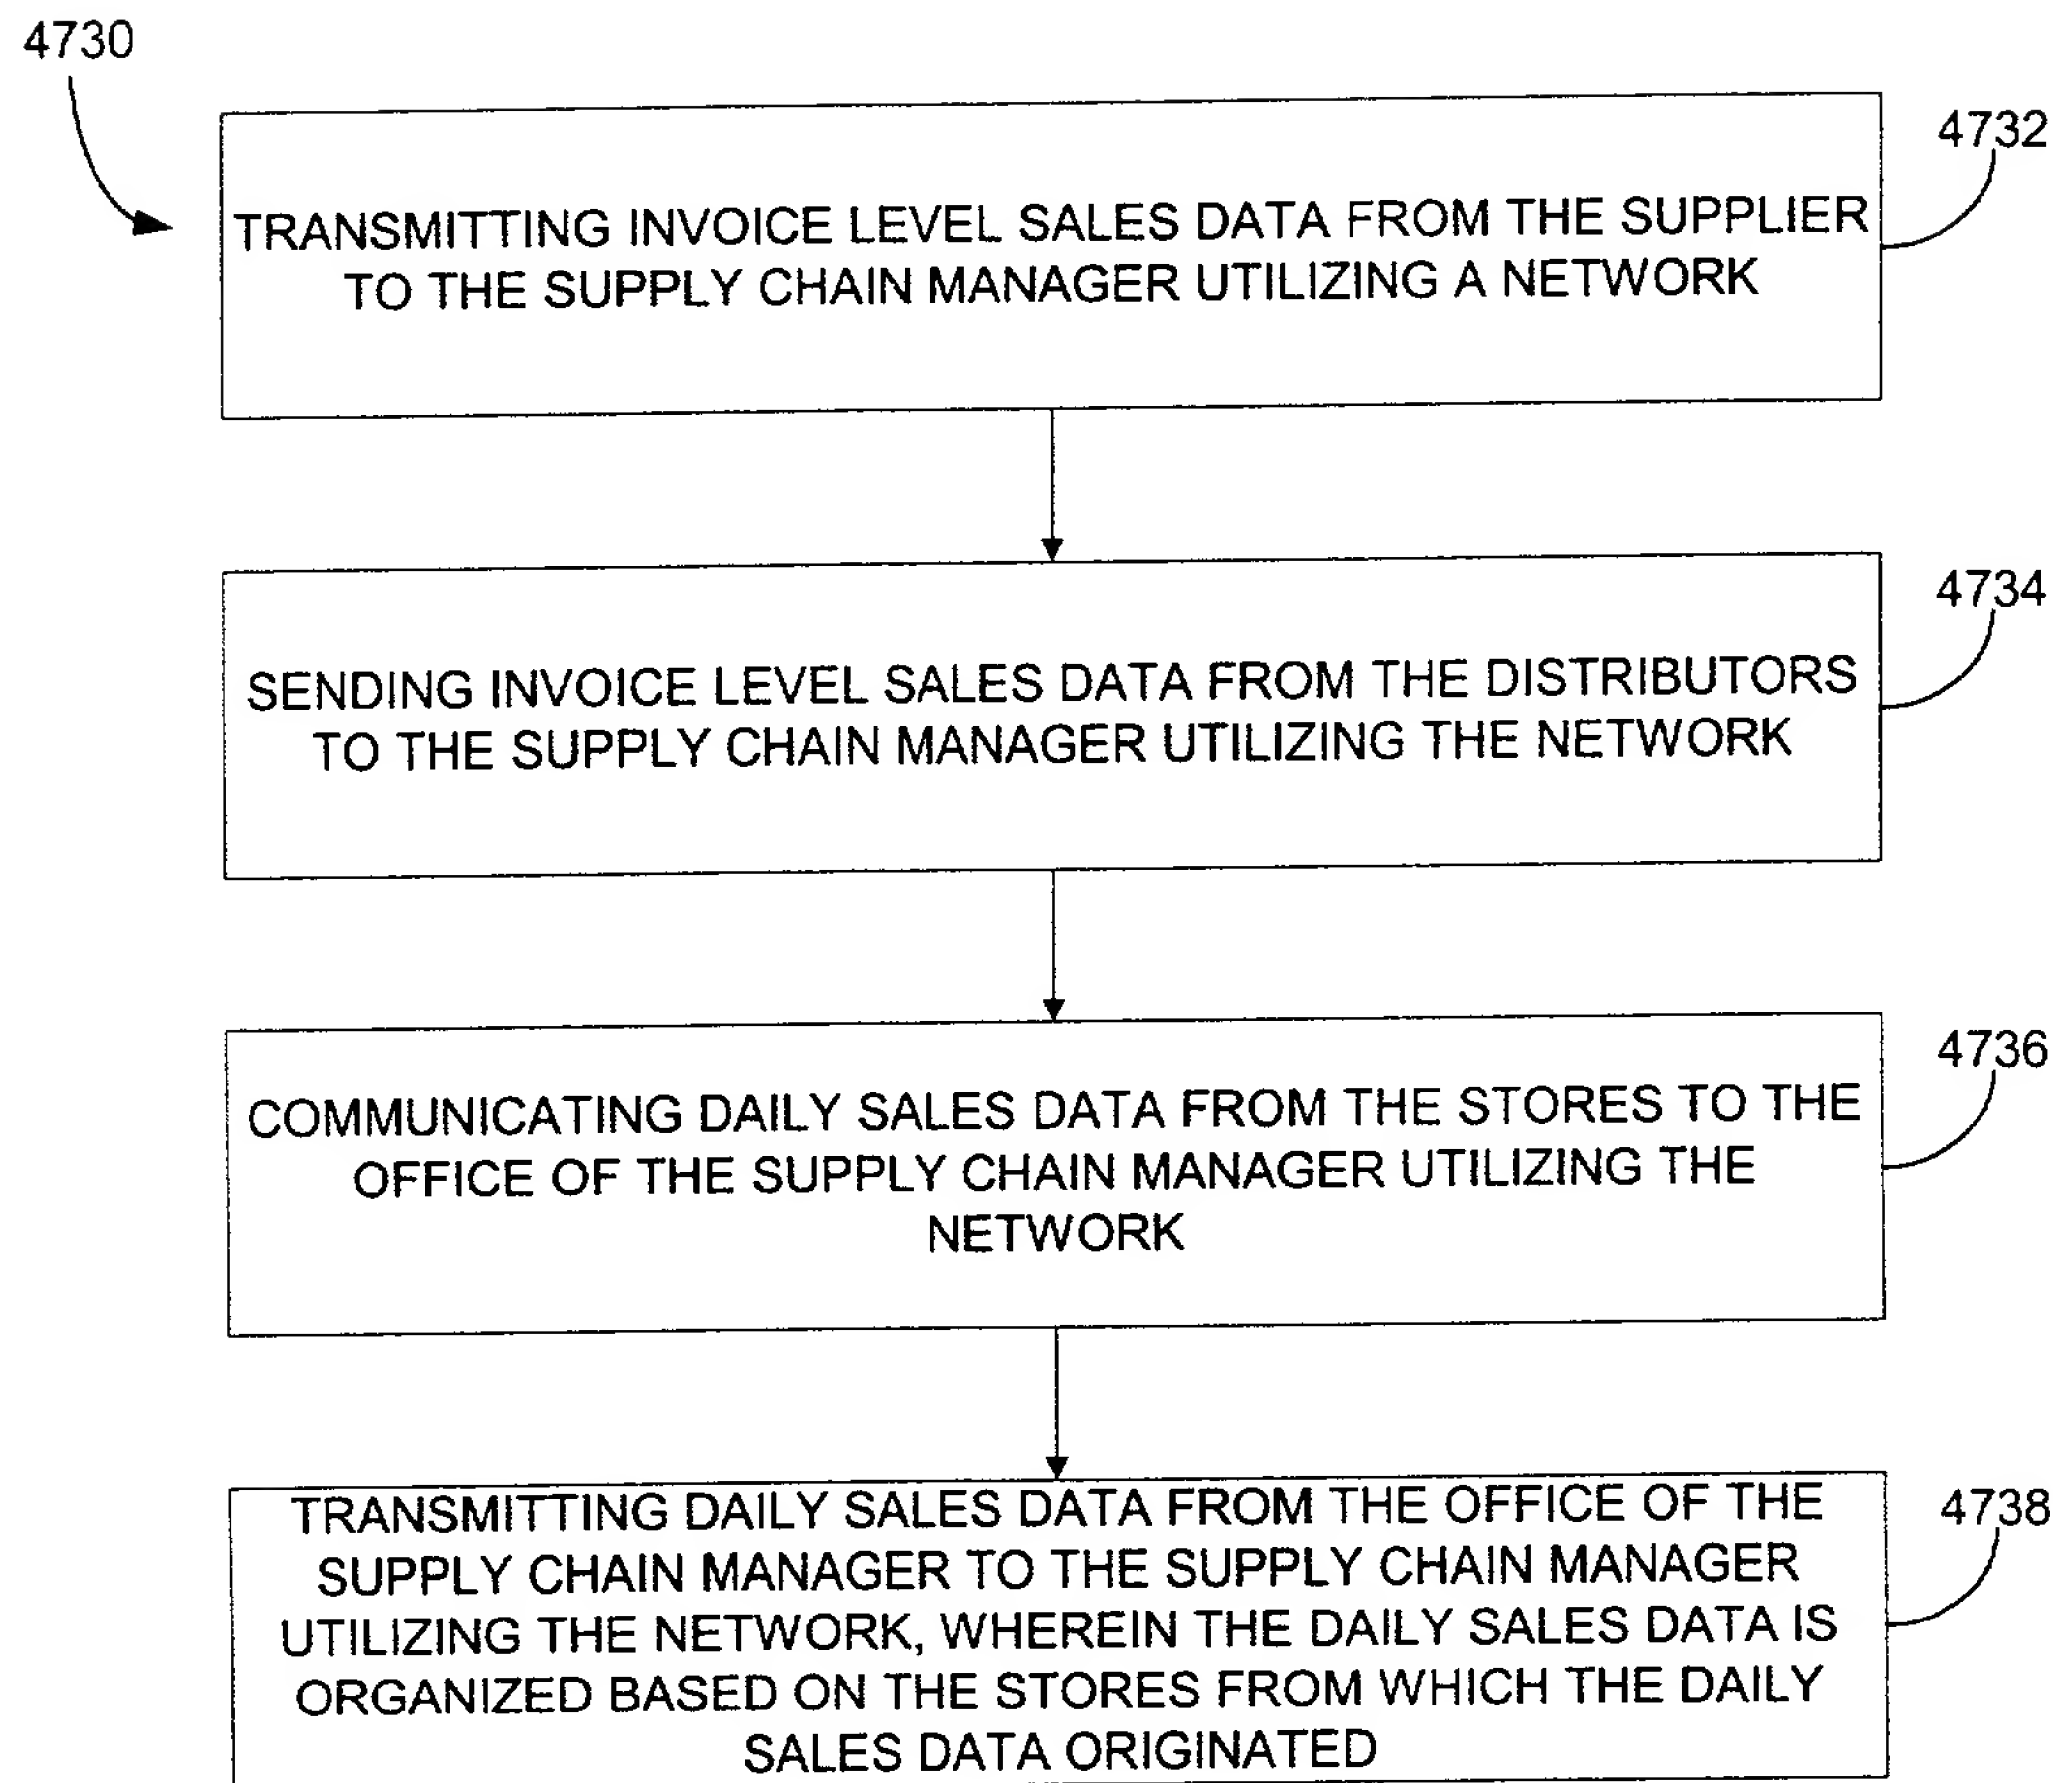 4730
4732
TRANSMITTING INVOICE LEVEL SALES DATA FROM THE SUPPLIER
TO THE SUPPLY CHAIN MANAGER UTILIZING A NETWORK
4734
SENDING INVOICE LEVEL SALES DATA FROM THE DISTRIBUTORS
TO THE SUPPLY CHAIN MANAGER UTILIZING THE NETWORK
4736
COMMUNICATING DAILY SALES DATA FROM THE STORES TO THE
OFFICE OF THE SUPPLY CHAIN MANAGER UTILIZING THE
NETWORK
4738
TRANSMITTING DAILY SALES DATA FROM THE OFFICE OF THE
SUPPLY CHAIN MANAGER TO THE SUPPLY CHAIN MANAGER
UTILIZING THE NETWORK, WHEREIN THE DAILY SALES DATA IS
ORGANIZED BASED ON THE STORES FROM WHICH THE DAILY
SALES DATA ORIGINATED